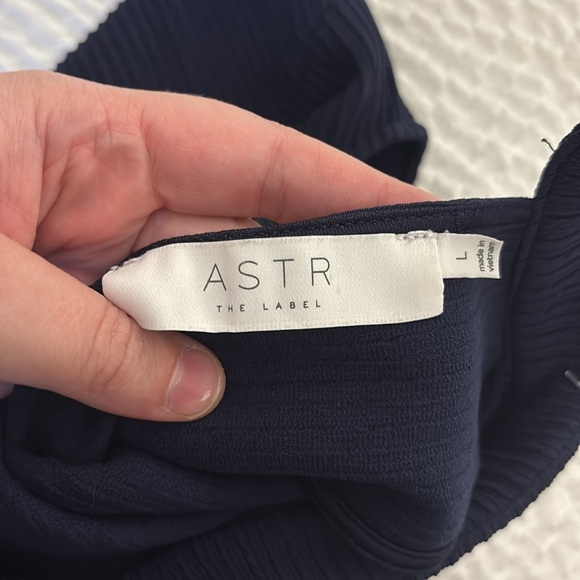 ASTR
THE LABEL
L
made in
vietnam